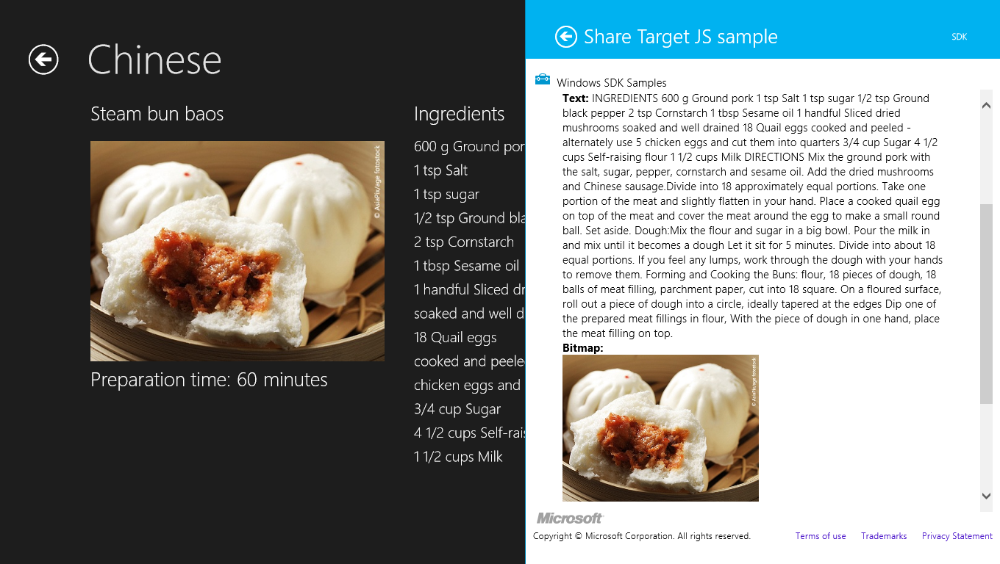 Chinese
Steam bun baos
© AsiaPix/age fotostock
Preparation time: 60 minutes
Ingredients
600 g Ground por
1 tsp Salt
1 tsp sugar
1/2 tsp Ground bla
2 tsp Cornstarch
1 tbsp Sesame oil
1 handful Sliced dr
soaked and well d
18 Quail eggs
cooked and peele
chicken eggs and
3/4 cup Sugar
4 1/2 cups Self-rais
1 1/2 cups Milk
Share Target JS sample
SDK
Windows SDK Samples
Text: INGREDIENTS 600 g Ground pork 1 tsp Salt 1 tsp sugar 1/2 tsp Ground
black pepper 2 tsp Cornstarch 1 tbsp Sesame oil 1 handful Sliced dried
mushrooms soaked and well drained 18 Quail eggs cooked and peeled -
alternately use 5 chicken eggs and cut them into quarters 3/4 cup Sugar 4 1/2
cups Self-raising flour 1 1/2 cups Milk DIRECTIONS Mix the ground pork with
the salt, sugar, pepper, cornstarch and sesame oil. Add the dried mushrooms
and Chinese sausage.Divide into 18 approximately equal portions. Take one
portion of the meat and slightly flatten in your hand. Place a cooked quail egg
on top of the meat and cover the meat around the egg to make a small round
ball. Set aside. Dough:Mix the flour and sugar in a big bowl. Pour the milk in
and mix until it becomes a dough Let it sit for 5 minutes. Divide into about 18
equal portions. If you feel any lumps, work through the dough with your hands
to remove them. Forming and Cooking the Buns: flour, 18 pieces of dough, 18
balls of meat filling, parchment paper, cut into 18 square. On a floured surface,
roll out a piece of dough into a circle, ideally tapered at the edges Dip one of
the prepared meat fillings in flour, With the piece of dough in one hand, place
the meat filling on top.
Bitmap:
© AsiaPix/age fotostock
Microsoft
Copyright © Microsoft Corporation. All rights reserved.
Terms of use
Trademarks
Privacy Statement